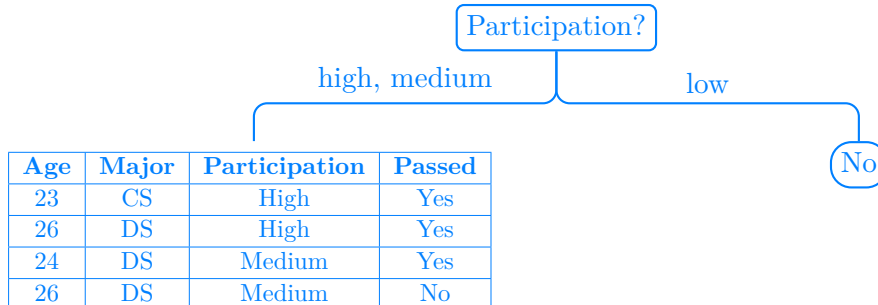 Participation?
high, medium
low
No
Age Major Participation Passed
23 CS High Yes
26 DS High Yes
24 DS Medium Yes
26 DS Medium No